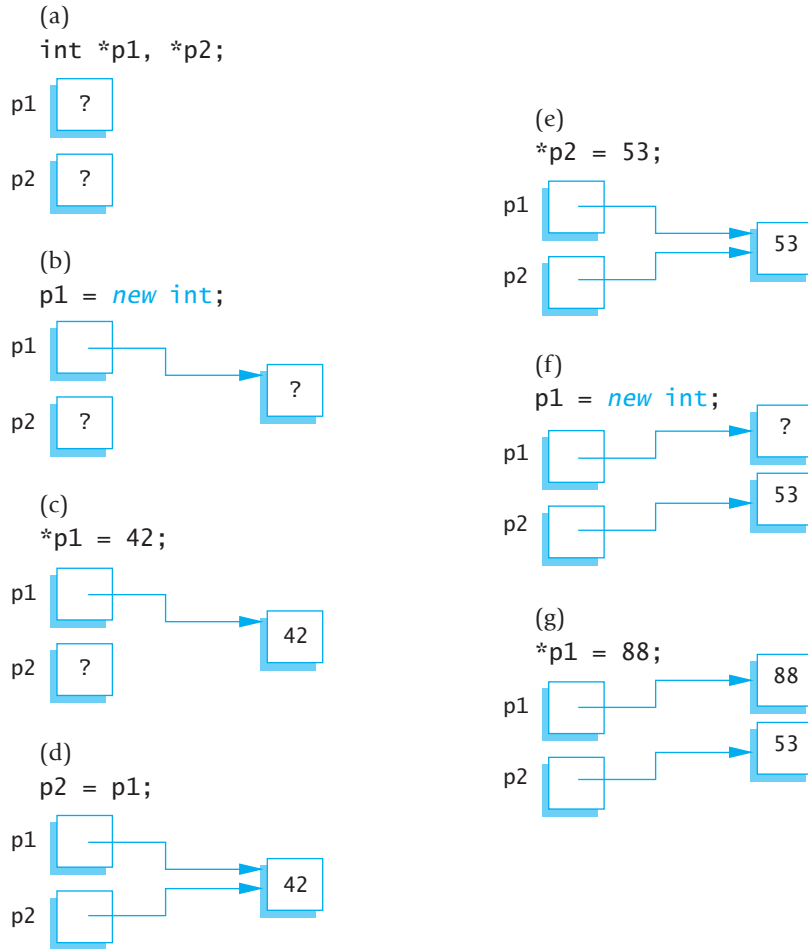 (a)
int *p1, *p2;
p1 ?
p2 ?
(b)
p1 = new int;
p1
?
p2 ?
(c)
*p1 = 42;
p1
42
p2 ?
(d)
p2 = p1;
p1
42
p2
(e)
*p2 = 53;
p1
53
p2
(f)
p1 = new int;
?
p1
53
p2
(g)
*p1 = 88;
88
p1
53
p2